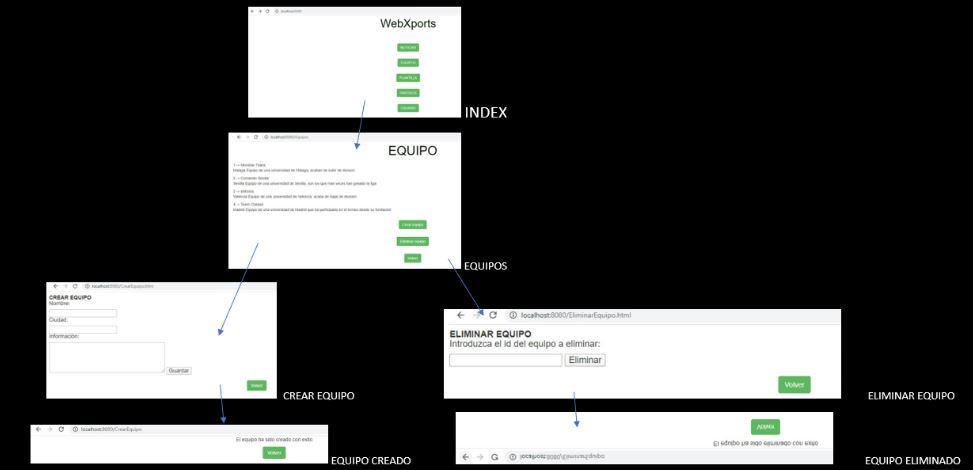 localhost:8080
WebXports
NOTICIAS
EQUIPOS
PLANTILLA
PARTIDOS
USUARIO
INDEX
localhost:8080/Equipos
EQUIPO
Malaga Equipo de una universidad de Malaga, acaban de subir de division
2 -> Comando Sevilla
Sevilla Equipo de una universidad de Sevilla, son los que mas veces han ganado la liga
Valencia Equipo de una universidad de Valencia, acaba de bajar de division
4 -> Team Chelas
Madrid Equipo de una universidad de Madrid que ha participado en el torneo desde su fundacion
Crear equipo
Eliminar equipo
Volver
EQUIPOS
localhost:8080/CrearEquipo.html
CREAR EQUIPO
Nombre:
Ciudad:
Información:
Guardar
Volver
CREAR EQUIPO
localhost:8080/EliminarEquipo.html
ELIMINAR EQUIPO
Introduzca el id del equipo a eliminar:
Eliminar
Volver
ELIMINAR EQUIPO
localhost:8080/CrearEquipo
El equipo ha sido creado con exito
Volver
EQUIPO CREADO
Volver
El equipo ha sido eliminado con exito
localhost:8080/EliminarEquipo
EQUIPO ELIMINADO